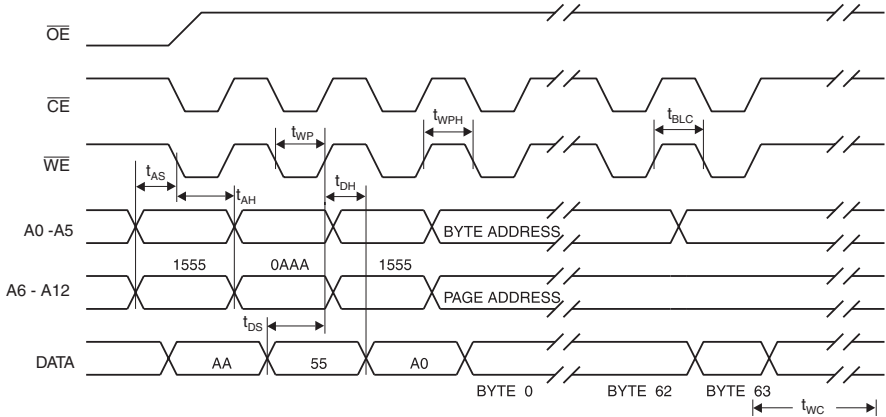 OE
CE
tWP
tWPH
tBLC
WE
tAS
tAH
tDH
A0 -A5
BYTE ADDRESS
1555
0AAA
1555
A6 - A12
PAGE ADDRESS
tDS
DATA
AA
55
A0
BYTE 0
BYTE 62
BYTE 63
tWC